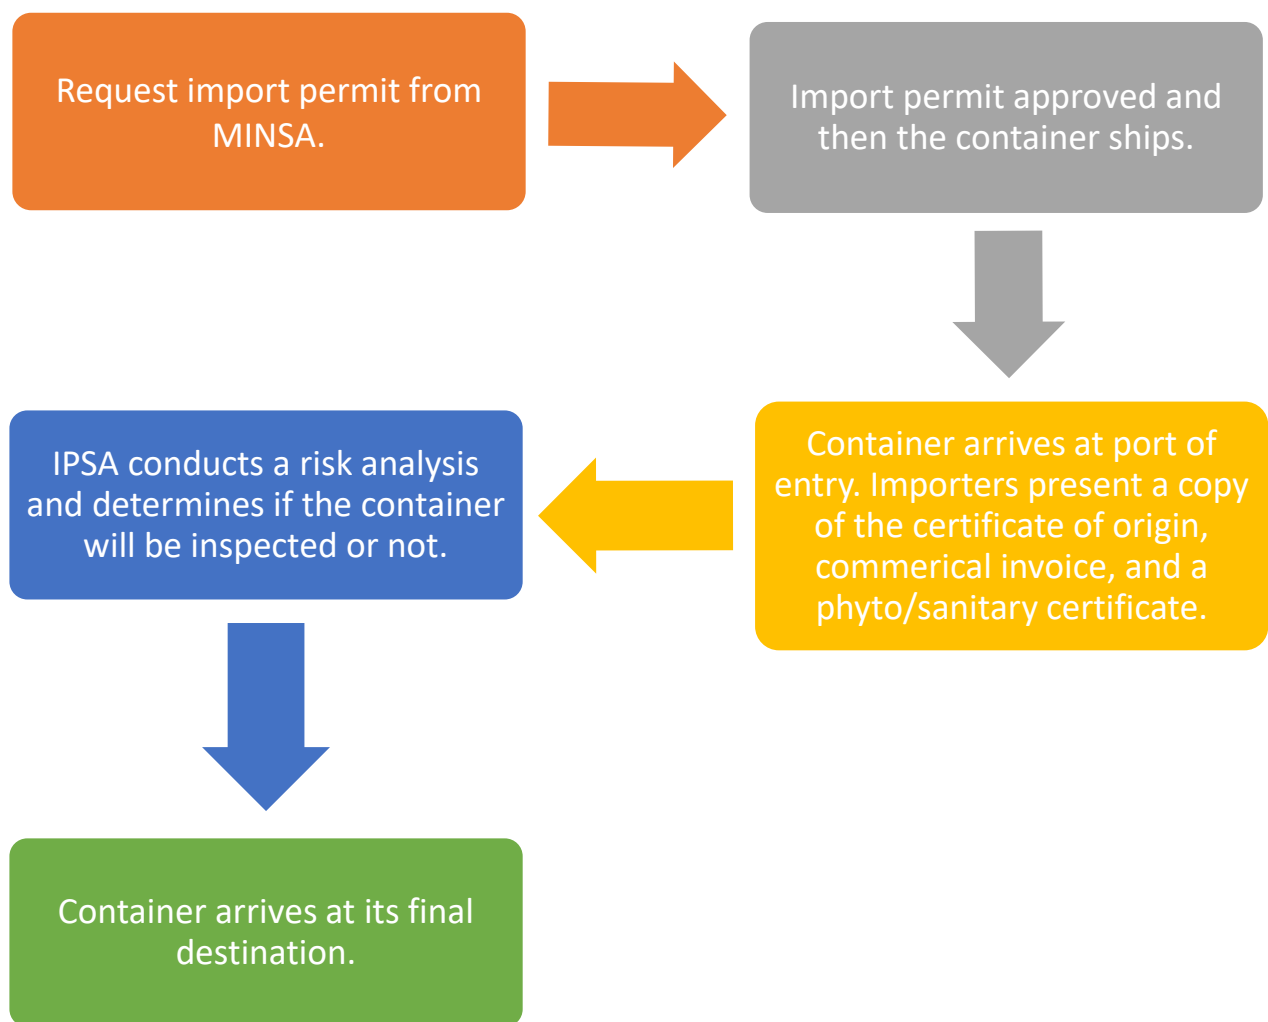 Request import permit from
MINSA.
Import permit approved and
then the container ships.
Container arrives at port of
entry. Importers present a copy
of the certificate of origin,
commerical invoice, and a
phyto/sanitary certificate.
IPSA conducts a risk analysis
and determines if the container
will be inspected or not.
Container arrives at its final
destination.